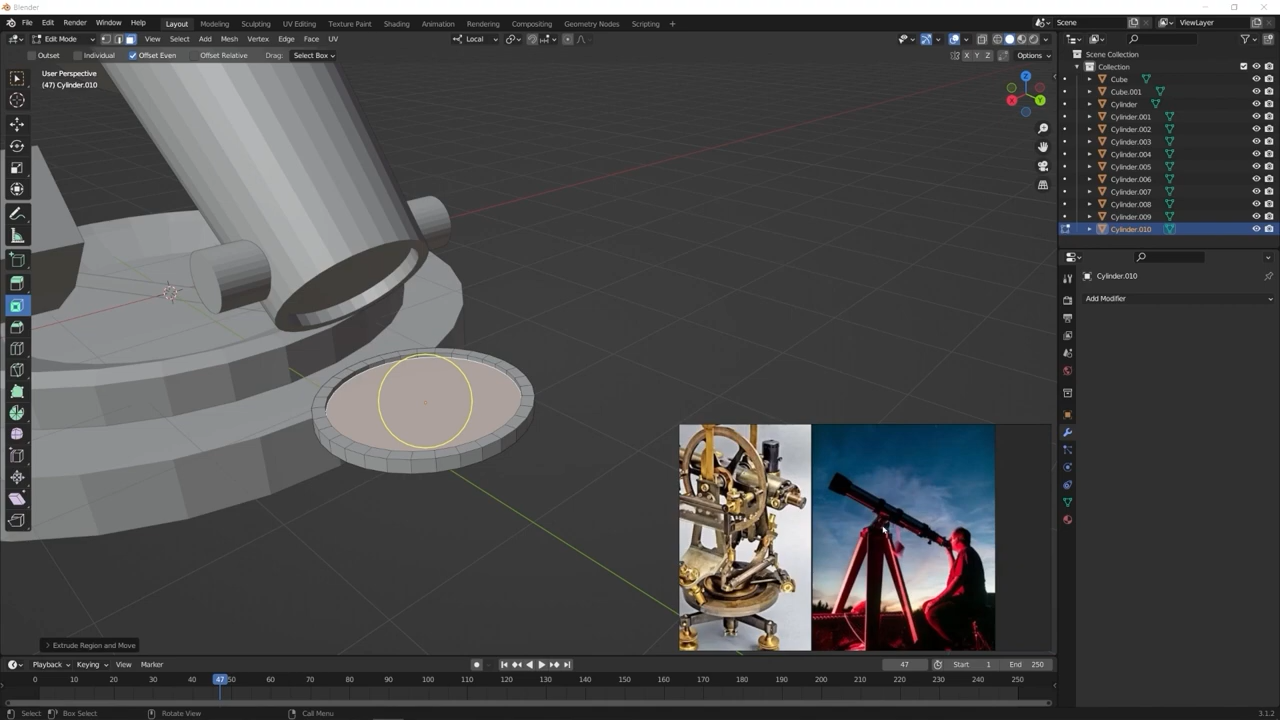 Blender
File Edit Render Window Help Layout Modeling Sculpting UV Editing Texture Paint Shading Animation Rendering Compositing Geometry Nodes Scripting + Scene ViewLayer
Edit Mode View Select Add Mesh Vertex Edge Face UV Local
Outset Individual Offset Even Offset Relative Drag: Select Box X Y Z Options
User Perspective
(47) Cylinder.010
Z
X Y
Scene Collection
Collection
Cube
Cube.001
Cylinder
Cylinder.001
Cylinder.002
Cylinder.003
Cylinder.004
Cylinder.005
Cylinder.006
Cylinder.007
Cylinder.008
Cylinder.009
Cylinder.010
Cylinder.010
Add Modifier
Extrude Region and Move
Playback Keying View Marker 47 Start 1 End 250
0 10 20 30 40 47 50 60 70 80 90 100 110 120 130 140 150 160 170 180 190 200 210 220 230 240 250
Select Box Select Rotate View Call Menu 3.1.2